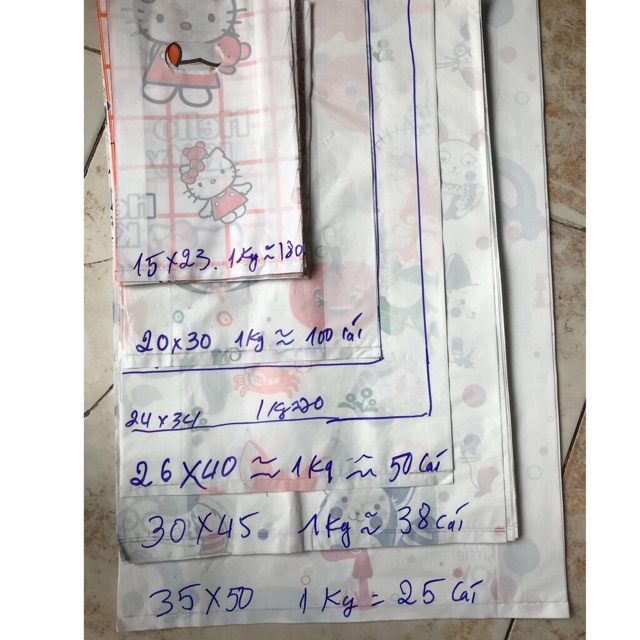 Hello
15x23. 1kg ≈ 180
20x30 1kg ≈ 100 cái
24x34 1kg ≈ 70
26x40 ≈ 1kg ≈ 50 cái
30x45 1kg ≈ 38 cái
35x50 1kg = 25 cái